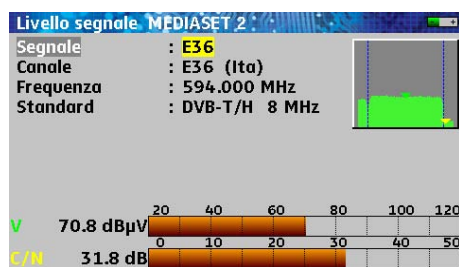 Livello segnale MEDIASET 2
Segnale : E36
Canale : E36 (Ita)
Frequenza : 594.000 MHz
Standard : DVB-T/H 8 MHz
20 40 60 80 100 120
V 70.8 dBµV
0 10 20 30 40 50
C/N 31.8 dB